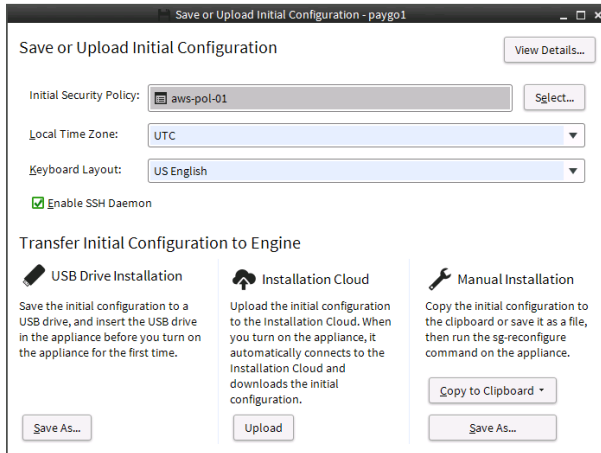 Save or Upload Initial Configuration - paygo1
Save or Upload Initial Configuration
View Details...
Initial Security Policy:
aws-pol-01
Select...
Local Time Zone:
UTC
Keyboard Layout:
US English
Enable SSH Daemon
Transfer Initial Configuration to Engine
USB Drive Installation
Save the initial configuration to a
USB drive, and insert the USB drive
in the appliance before you turn on
the appliance for the first time.
Save As...
Installation Cloud
Upload the initial configuration
to the Installation Cloud. When
you turn on the appliance, it
automatically connects to the
Installation Cloud and
downloads the initial
configuration.
Upload
Manual Installation
Copy the initial configuration to
the clipboard or save it as a file,
then run the sg-reconfigure
command on the appliance.
Copy to Clipboard
Save As...